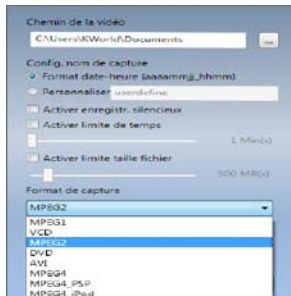 Chemin de la vidéo
C:\Users\KWorld\Documents
...
Config. nom de capture
Format date-heure (aaaammjj_hhmm)
Personnaliser userdefine
Activer enregistr. silencieux
Activer limite de temps
1 Min(s)
Activer limite taille fichier
500 MB(s)
Format de capture
MPEG2
MPEG1
VCD
MPEG2
DVD
AVI
MPEG4
MPEG4_PSP
MPEG4_iPod